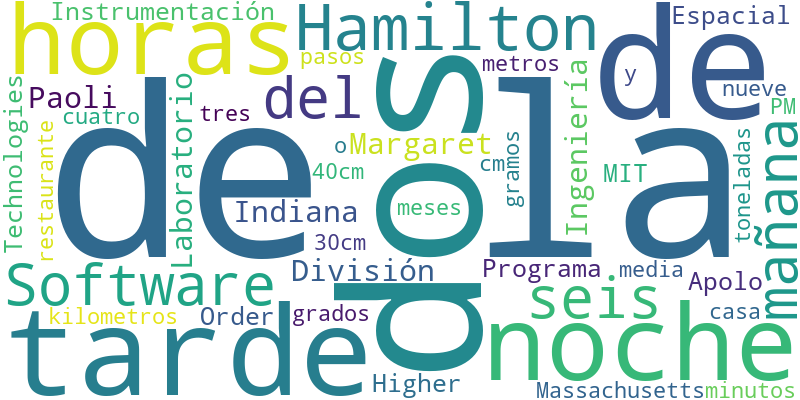 Instrumentación
horas
Hamilton
de
Espacial
pasos
metros
y
nueve
PM
Technologies
Paoli
cuatro
tres
del
Laboratorio
restaurante
de
dos
la
o
Margaret
40cm
cm
gramos
Ingeniería
MIT
toneladas
mañana
Indiana
meses
30cm
División
Programa
media
Apolo
Software
seis
casa
kilometros
Order
grados
tarde
noche
Higher
Massachusetts
minutos